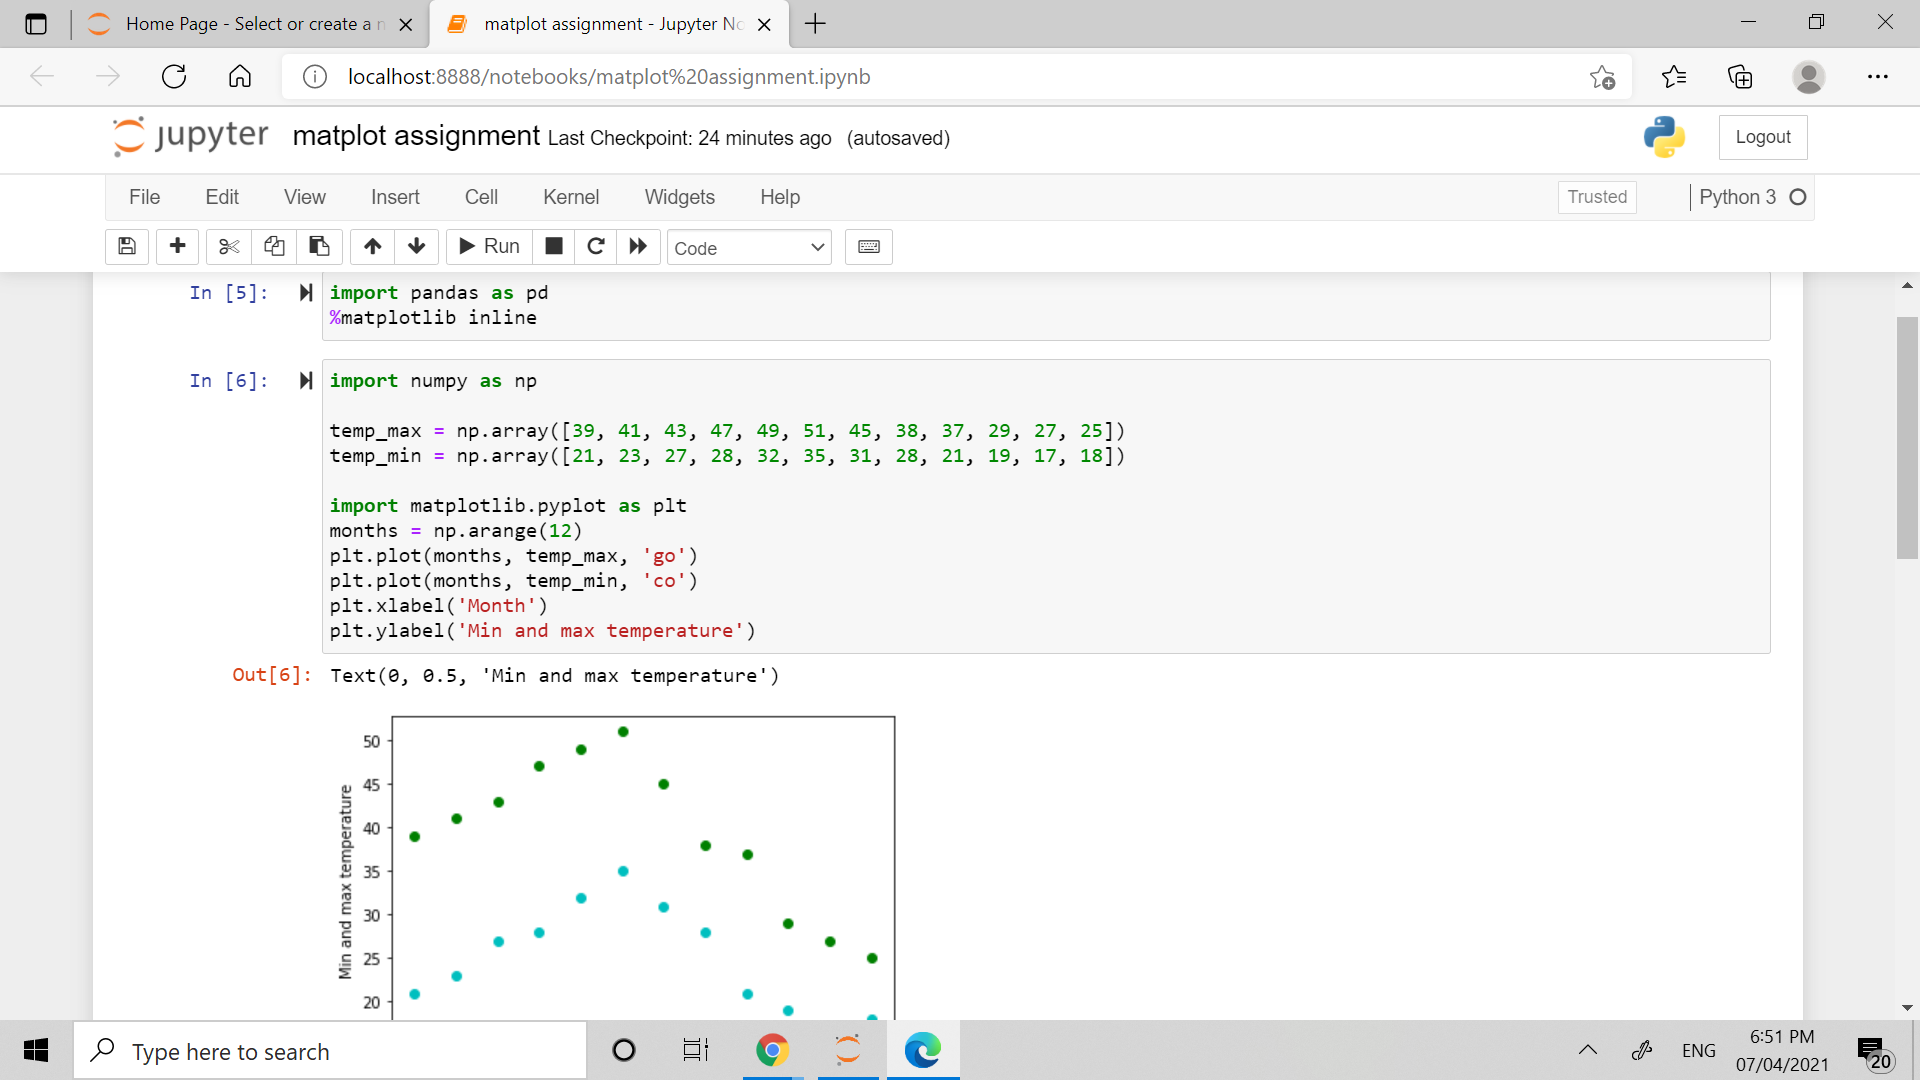 Home Page - Select or create a n
matplot assignment - Jupyter No
localhost:8888/notebooks/matplot%20assignment.ipynb
jupyter matplot assignment Last Checkpoint: 24 minutes ago (autosaved)
Logout
File Edit View Insert Cell Kernel Widgets Help
Trusted
Python 3
Run
Code
In [5]: import pandas as pd
%matplotlib inline
In [6]: import numpy as np
temp_max = np.array([39, 41, 43, 47, 49, 51, 45, 38, 37, 29, 27, 25])
temp_min = np.array([21, 23, 27, 28, 32, 35, 31, 28, 21, 19, 17, 18])
import matplotlib.pyplot as plt
months = np.arange(12)
plt.plot(months, temp_max, 'go')
plt.plot(months, temp_min, 'co')
plt.xlabel('Month')
plt.ylabel('Min and max temperature')
Out[6]: Text(0, 0.5, 'Min and max temperature')
Min and max temperature
50
45
40
35
30
25
20
Type here to search
ENG
6:51 PM
07/04/2021
20